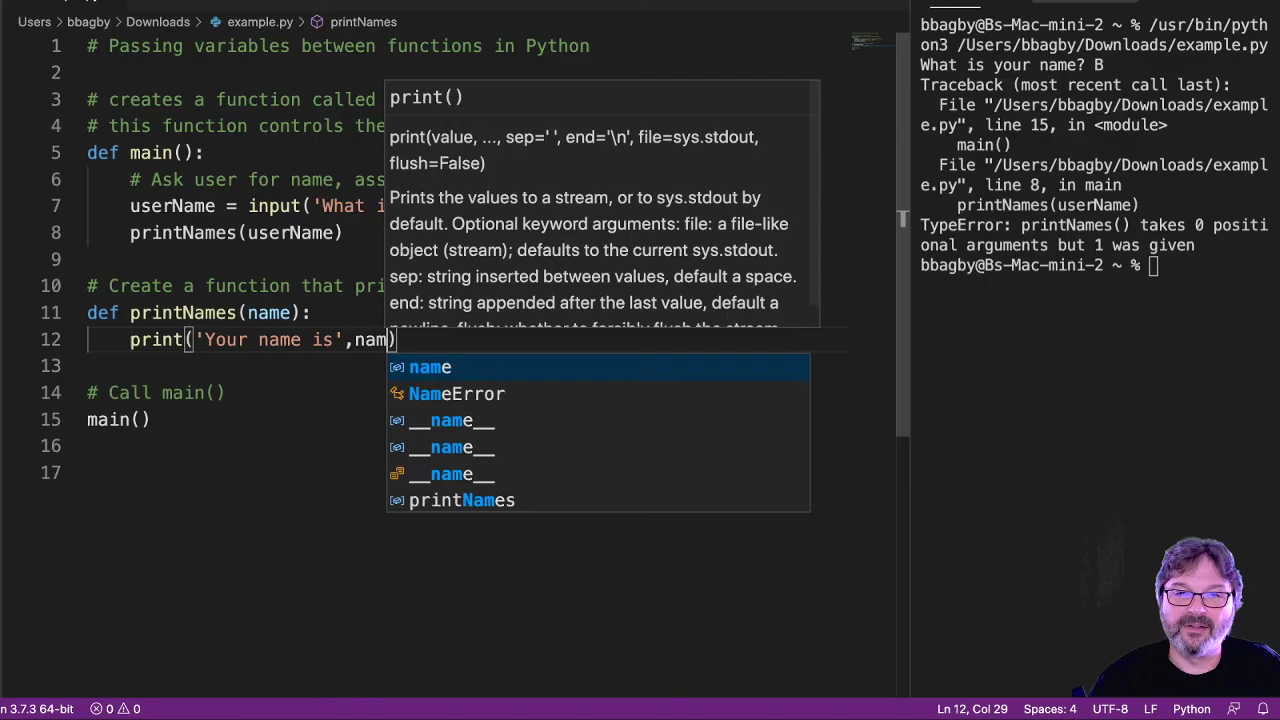 Users > bbagby > Downloads > example.py > printNames
1 # Passing variables between functions in Python
2
3 # creates a function called
4 # this function controls the
5 def main():
6 # Ask user for name, ass
7 userName = input('What i
8 printNames(userName)
9
10 # Create a function that pri
11 def printNames(name):
12 print('Your name is',nam)
13
14 # Call main()
15 main()
16
17
print()
print(value, ..., sep=' ', end='\n', file=sys.stdout,
flush=False)
Prints the values to a stream, or to sys.stdout by
default. Optional keyword arguments: file: a file-like
object (stream); defaults to the current sys.stdout.
sep: string inserted between values, default a space.
end: string appended after the last value, default a
newline. flush: whether to forcibly flush the stream.
name
NameError
__name__
__name__
__name__
printNames
bbagby@Bs-Mac-mini-2 ~ % /usr/bin/pyth
on3 /Users/bbagby/Downloads/example.py
What is your name? B
Traceback (most recent call last):
File "/Users/bbagby/Downloads/exampl
e.py", line 15, in <module>
main()
File "/Users/bbagby/Downloads/exampl
e.py", line 8, in main
printNames(userName)
TypeError: printNames() takes 0 positi
onal arguments but 1 was given
bbagby@Bs-Mac-mini-2 ~ %
n 3.7.3 64-bit 0 0 Ln 12, Col 29 Spaces: 4 UTF-8 LF Python